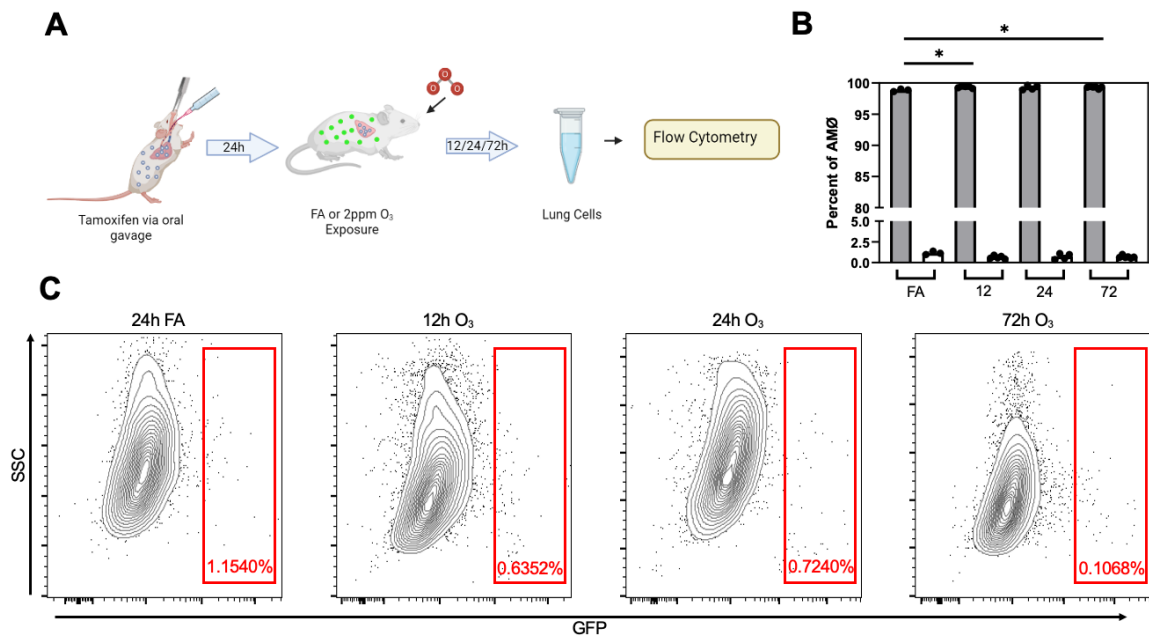 A
24h
Tamoxifen via oral
gavage
O O O
FA or 2ppm O₃
Exposure
12/24/72h
Lung Cells
Flow Cytometry
B
*
*
Percent of AMØ
100
95
90
85
80
5.0
2.5
0.0
FA 12 24 72
C
24h FA
12h O₃
24h O₃
72h O₃
SSC
1.1540%
0.6352%
0.7240%
0.1068%
GFP